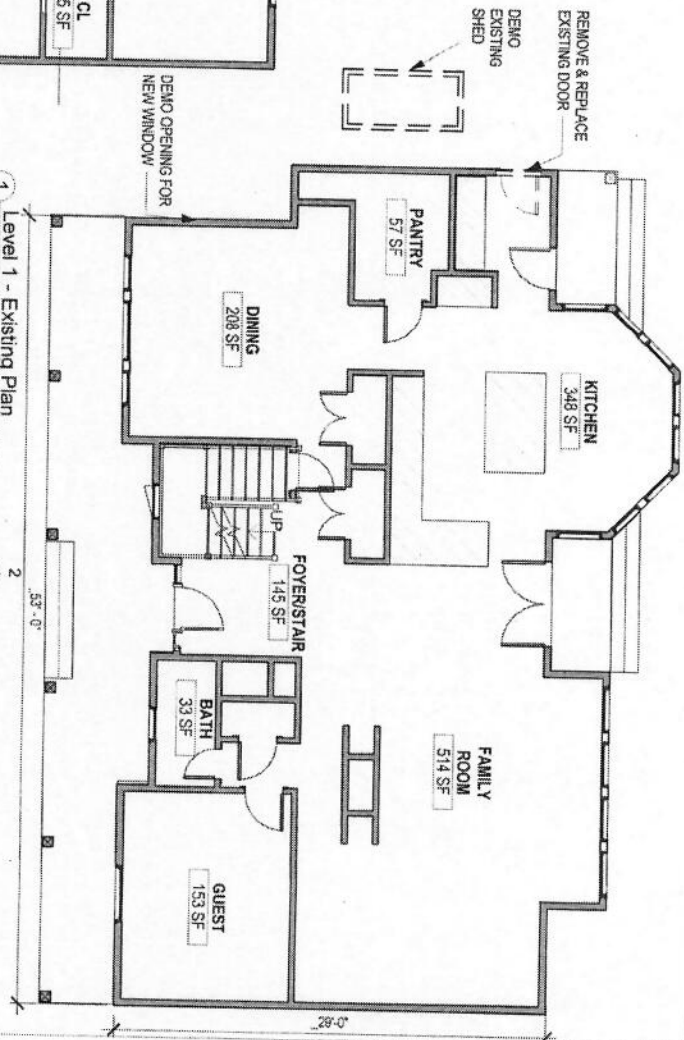 REMOVE & REPLACE
EXISTING DOOR
DEMO
EXISTING
SHED
DEMO OPENING FOR
NEW WINDOW
CL
PANTRY
57 SF
KITCHEN
348 SF
DINING
208 SF
UP
FOYER/STAIR
145 SF
FAMILY
ROOM
514 SF
BATH
33 SF
GUEST
153 SF
29'-0"
53'-0"
2
1
Level 1 - Existing Plan